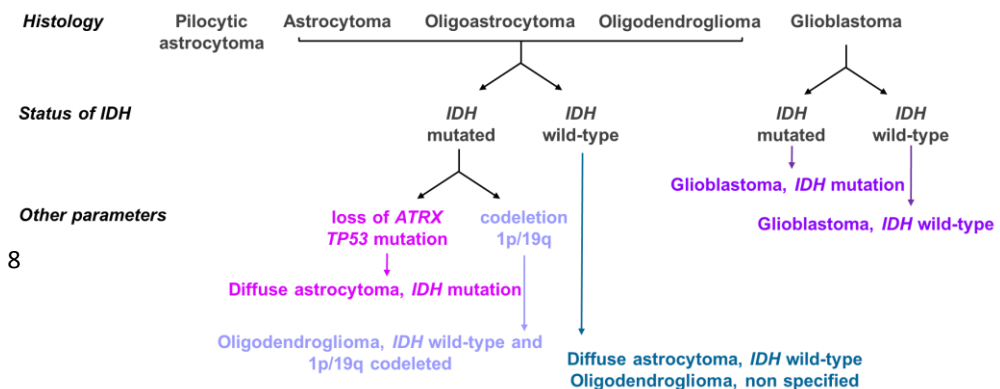 Histology Pilocytic astrocytoma Astrocytoma Oligoastrocytoma Oligodendroglioma Glioblastoma
Status of IDH IDH mutated IDH wild-type IDH mutated IDH wild-type
Glioblastoma, IDH mutation
Other parameters loss of ATRX TP53 mutation codeletion 1p/19q Glioblastoma, IDH wild-type
8
Diffuse astrocytoma, IDH mutation
Oligodendroglioma, IDH wild-type and
1p/19q codeleted
Diffuse astrocytoma, IDH wild-type
Oligodendroglioma, non specified